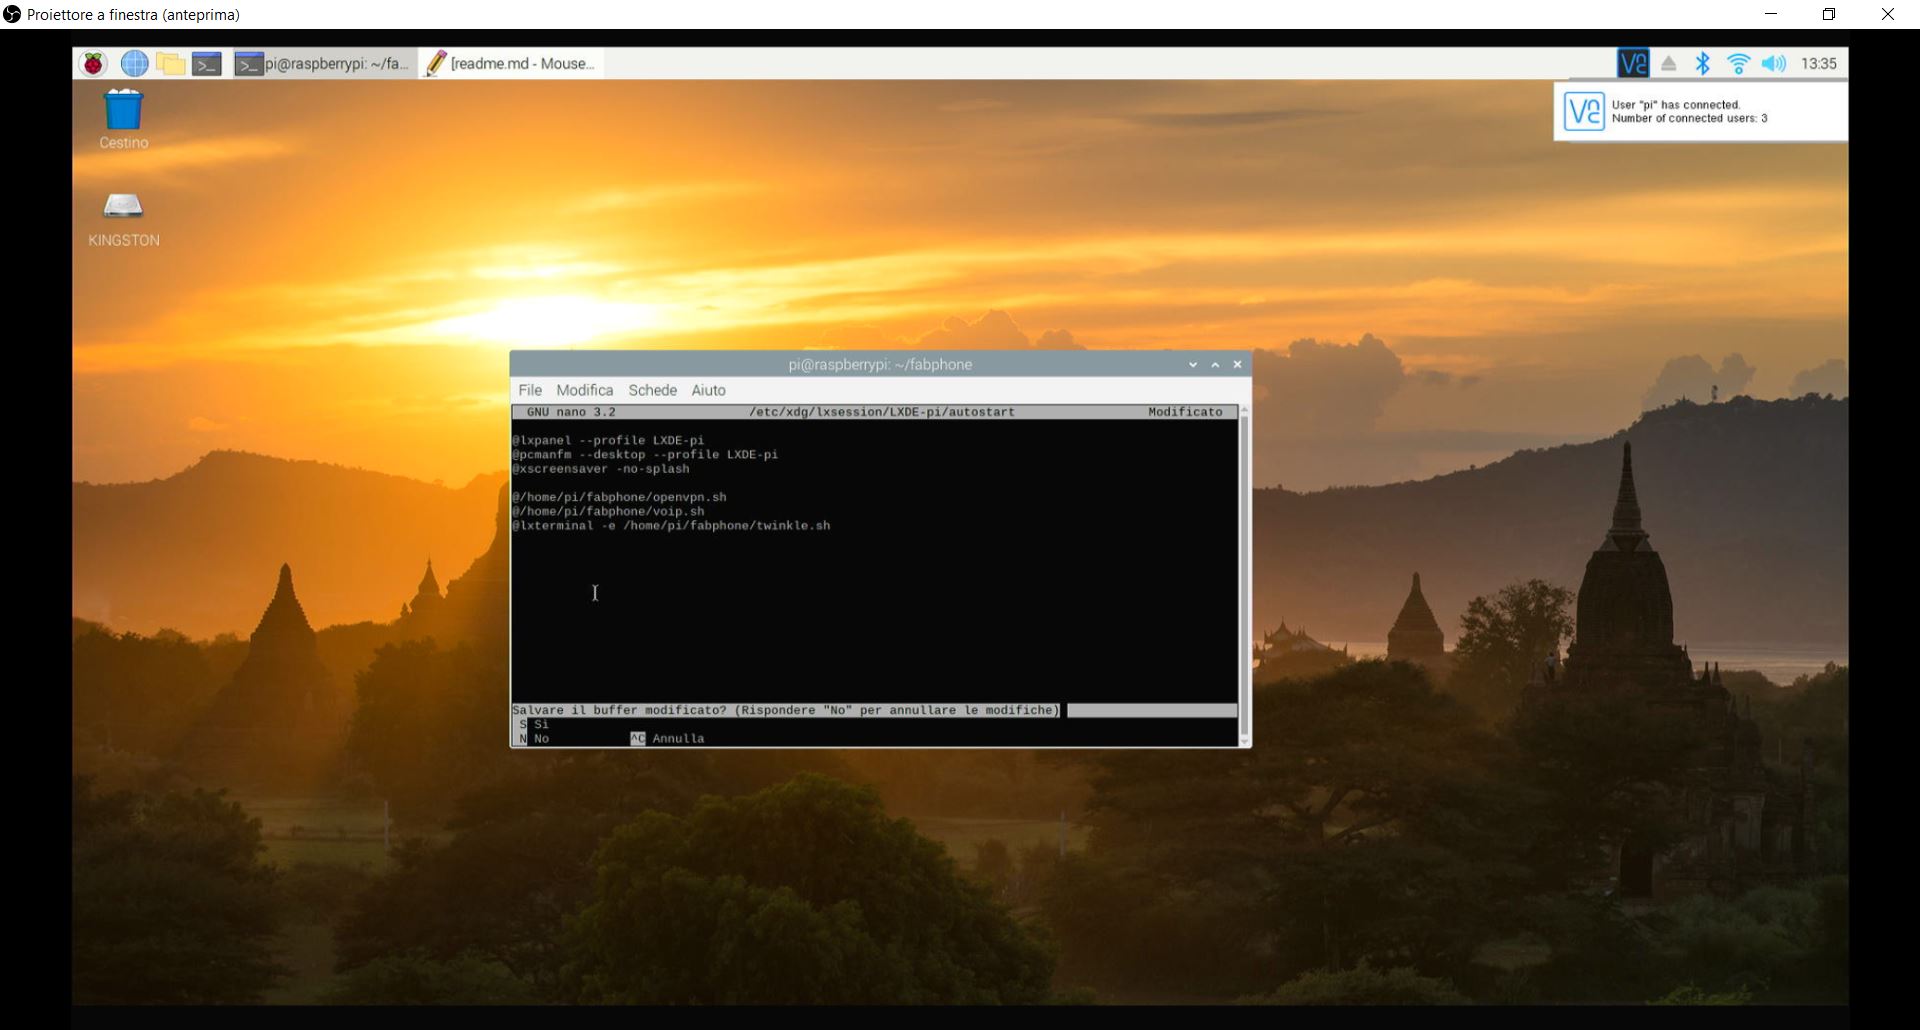 Proiettore a finestra (anteprima)
pi@raspberrypi: ~/fa...
[readme.md - Mouse...
13:35
User "pi" has connected.
Number of connected users: 3
Cestino
KINGSTON
pi@raspberrypi: ~/fabphone
File Modifica Schede Aiuto
GNU nano 3.2 /etc/xdg/lxsession/LXDE-pi/autostart Modificato
@lxpanel --profile LXDE-pi
@pcmanfm --desktop --profile LXDE-pi
@xscreensaver -no-splash
@/home/pi/fabphone/openvpn.sh
@/home/pi/fabphone/voip.sh
@lxterminal -e /home/pi/fabphone/twinkle.sh
Salvare il buffer modificato? (Rispondere "No" per annullare le modifiche)
S Sì
N No ^C Annulla